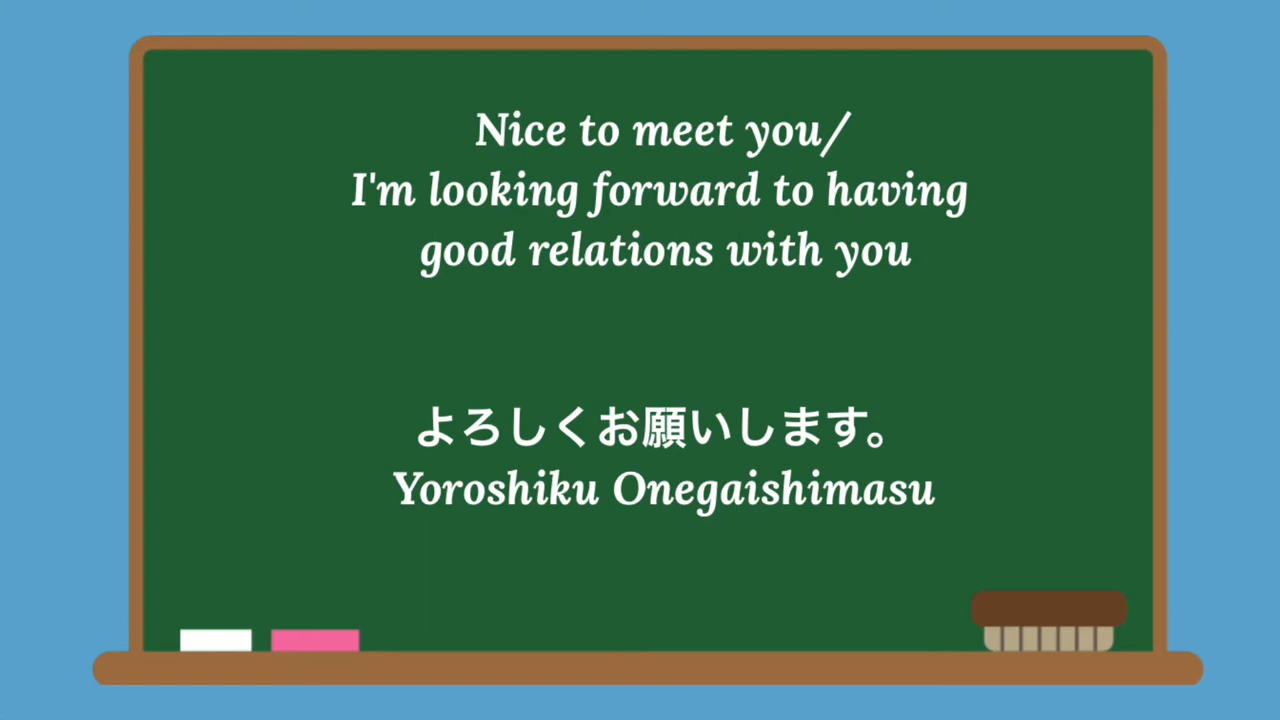 Nice to meet you/
I'm looking forward to having
good relations with you
よろしくお願いします。
Yoroshiku Onegaishimasu